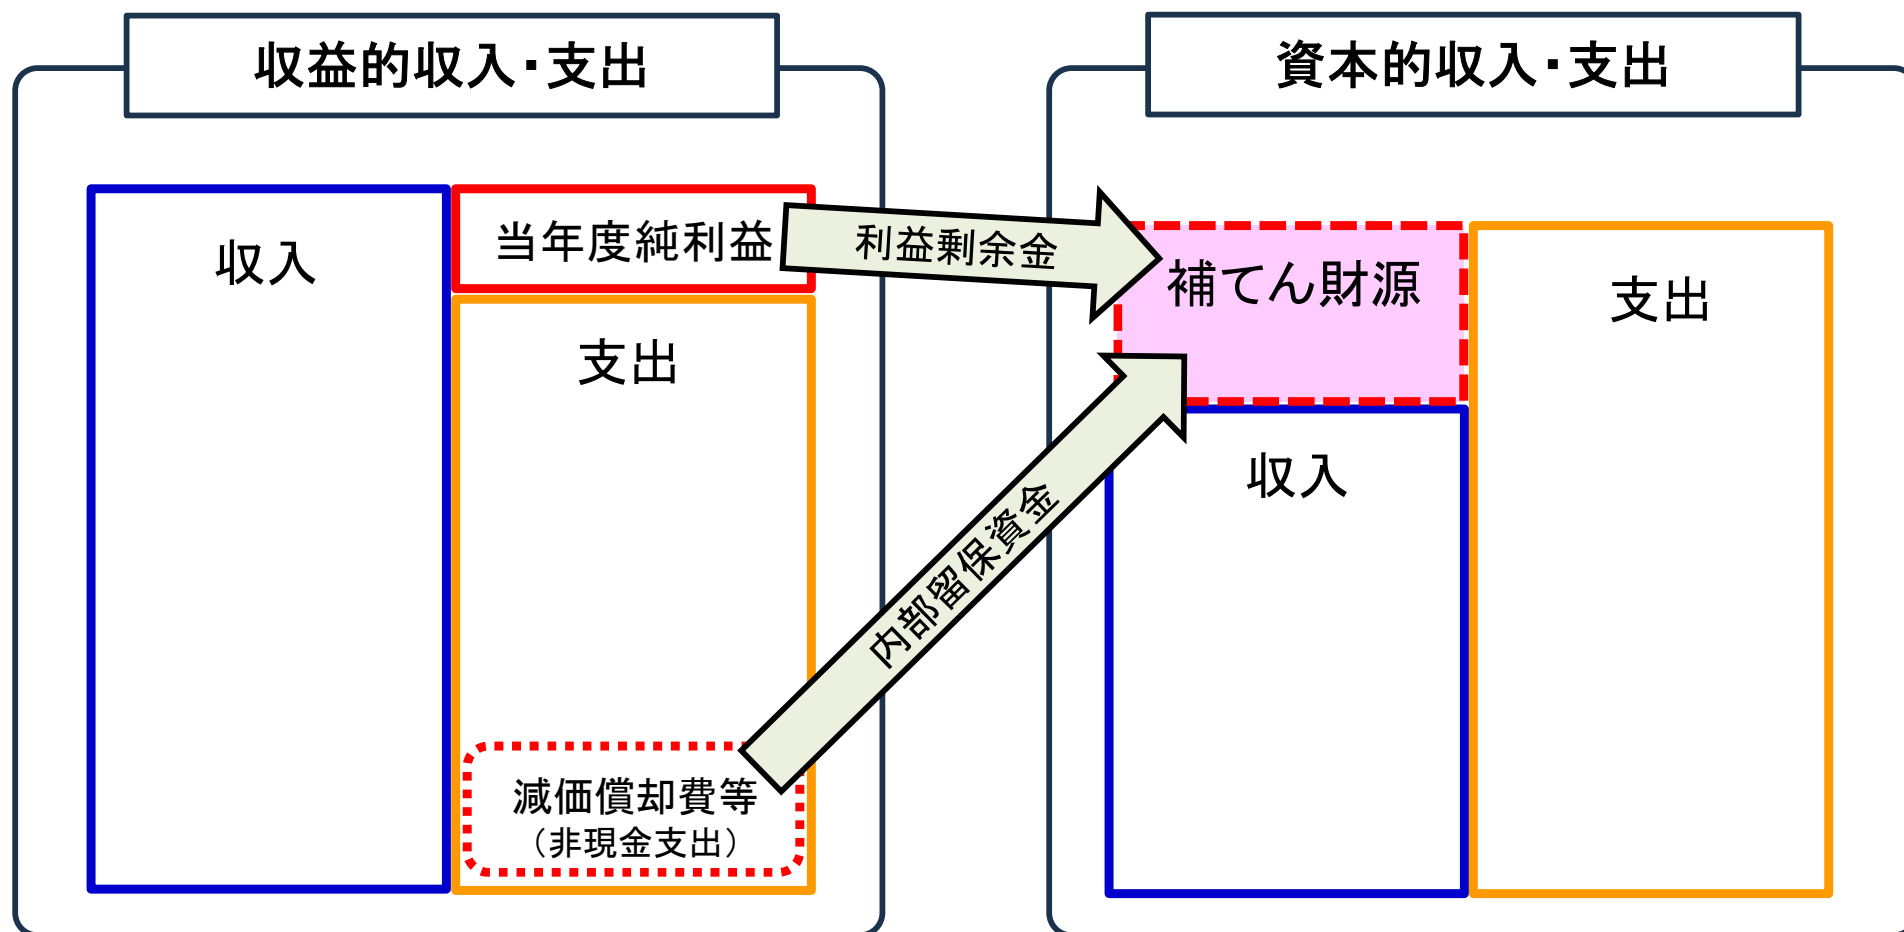 収益的収入・支出
収入
当年度純利益
支出
減価償却費等
（非現金支出）
利益剰余金
内部留保資金
資本的収入・支出
補てん財源
収入
支出